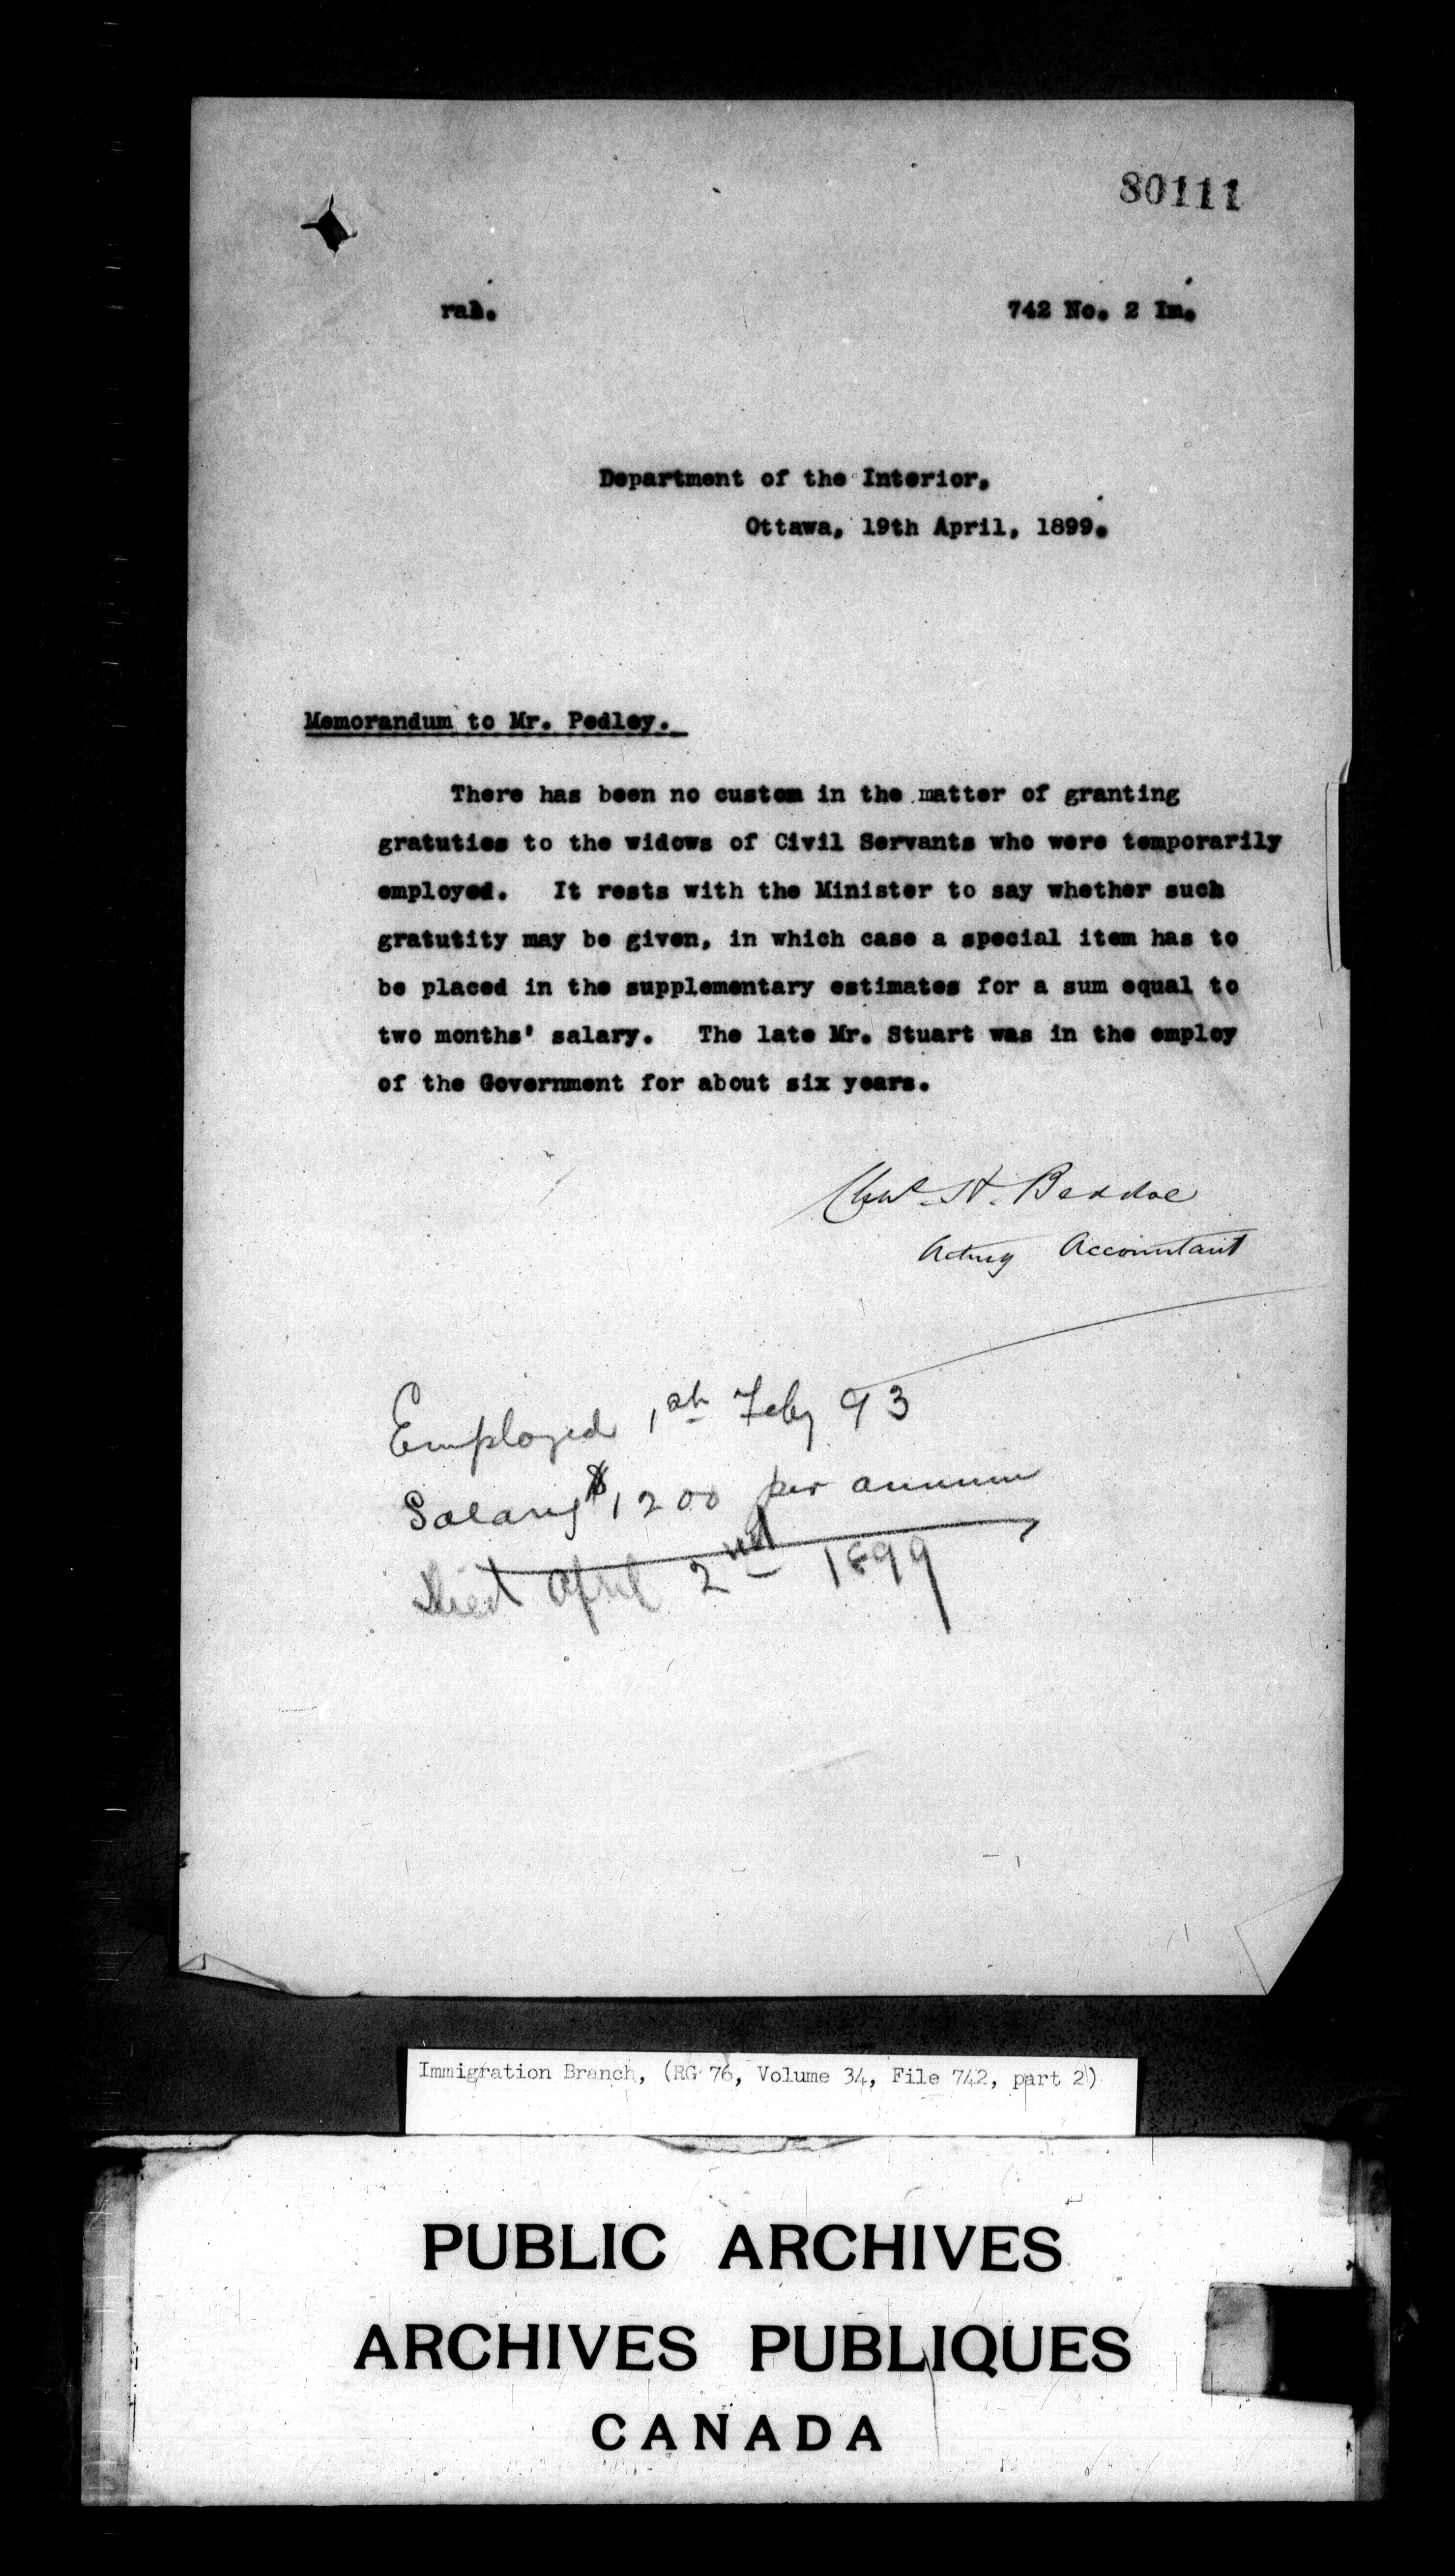 80111
rah.
742 No. 2 Im.
Department of the Interior,
Ottawa, 19th April, 1899.
Memorandum to Mr. Pedley.
There has been no custom in the matter of granting
gratuties to the widows of Civil Servants who were temporarily
employed. It rests with the Minister to say whether such
gratutity may be given, in which case a special item has to
be placed in the supplementary estimates for a sum equal to
two months' salary. The late Mr. Stuart was in the employ
of the Government for about six years.
Chas. H. Beddoe
Acting Accountant
Employed 1st Feby 93
Salary $1200 per annum
Died April 2nd 1899
Immigration Branch, (RG 76, Volume 34, File 742, part 2)
PUBLIC ARCHIVES
ARCHIVES PUBLIQUES
CANADA